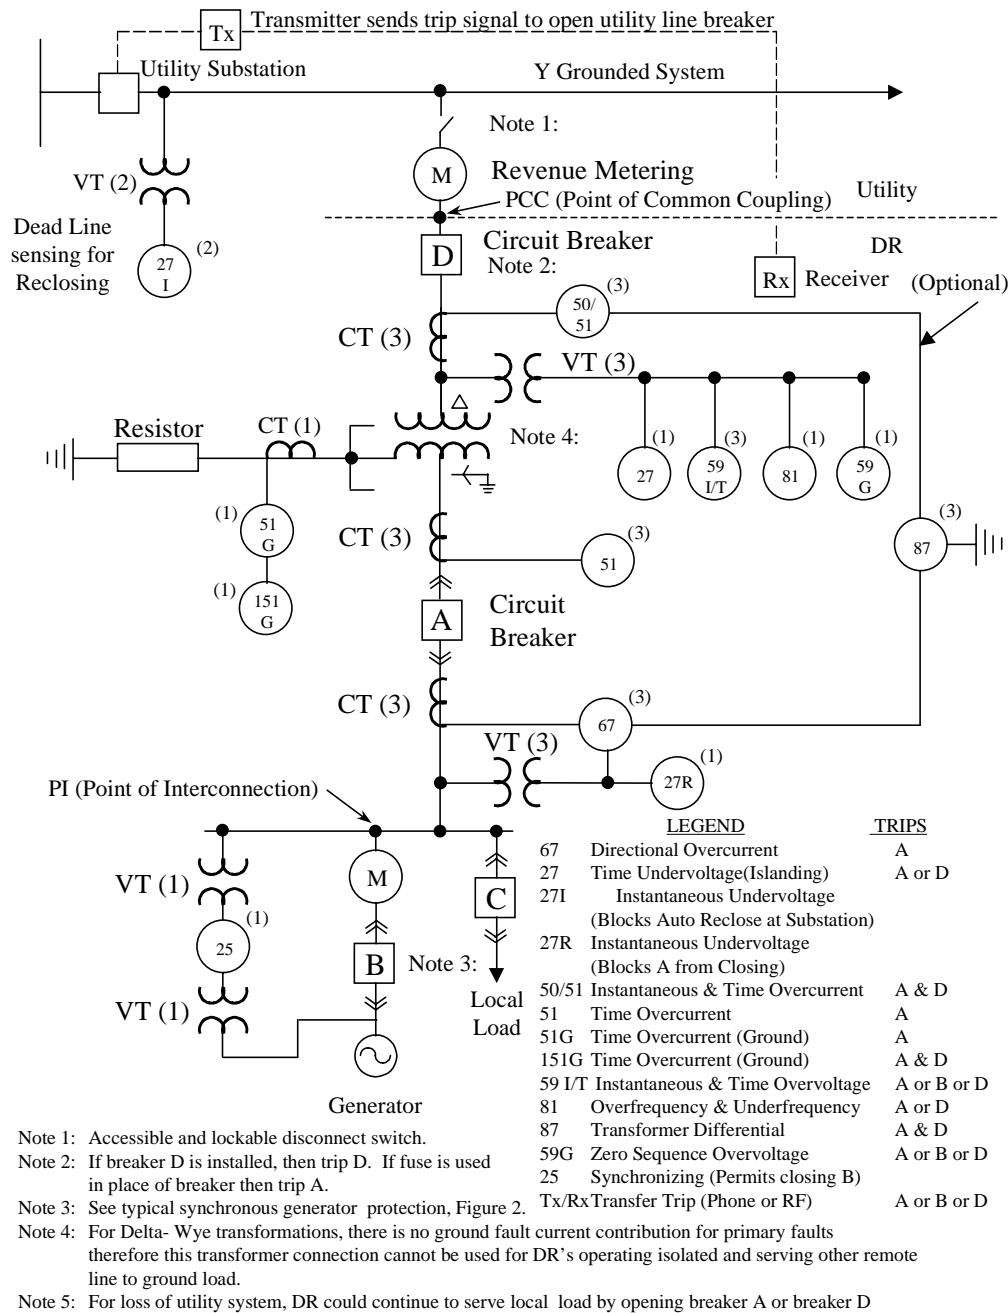 Transmitter sends trip signal to open utility line breaker
Tx
Utility Substation
Y Grounded System
Note 1:
VT (2)
M
Revenue Metering
PCC (Point of Common Coupling)
Utility
Dead Line
sensing for
Reclosing
27
I
(2)
D
Circuit Breaker
Note 2:
DR
Rx
Receiver
(Optional)
50/
51
(3)
CT (3)
VT (3)
Resistor
CT (1)
Note 4:
27
(1)
59
I/T
(3)
81
(1)
59
G
(1)
(1)
51
G
CT (3)
(3)
51
(3)
87
(1)
151
G
A
Circuit
Breaker
CT (3)
(3)
67
VT (3)
(1)
27R
PI (Point of Interconnection)
VT (1)
M
C
(1)
25
B
Note 3:
VT (1)
Local
Load
Generator
LEGEND TRIPS
67 Directional Overcurrent A
27 Time Undervoltage(Islanding) A or D
27I Instantaneous Undervoltage
(Blocks Auto Reclose at Substation)
27R Instantaneous Undervoltage
(Blocks A from Closing)
50/51 Instantaneous & Time Overcurrent A & D
51 Time Overcurrent A
51G Time Overcurrent (Ground) A
151G Time Overcurrent (Ground) A & D
59 I/T Instantaneous & Time Overvoltage A or B or D
81 Overfrequency & Underfrequency A or D
87 Transformer Differential A & D
59G Zero Sequence Overvoltage A or B or D
25 Synchronizing (Permits closing B)
Tx/Rx Transfer Trip (Phone or RF) A or B or D
Note 1: Accessible and lockable disconnect switch.
Note 2: If breaker D is installed, then trip D. If fuse is used
in place of breaker then trip A.
Note 3: See typical synchronous generator protection, Figure 2.
Note 4: For Delta- Wye transformations, there is no ground fault current contribution for primary faults
therefore this transformer connection cannot be used for DR's operating isolated and serving other remote
line to ground load.
Note 5: For loss of utility system, DR could continue to serve local load by opening breaker A or breaker D